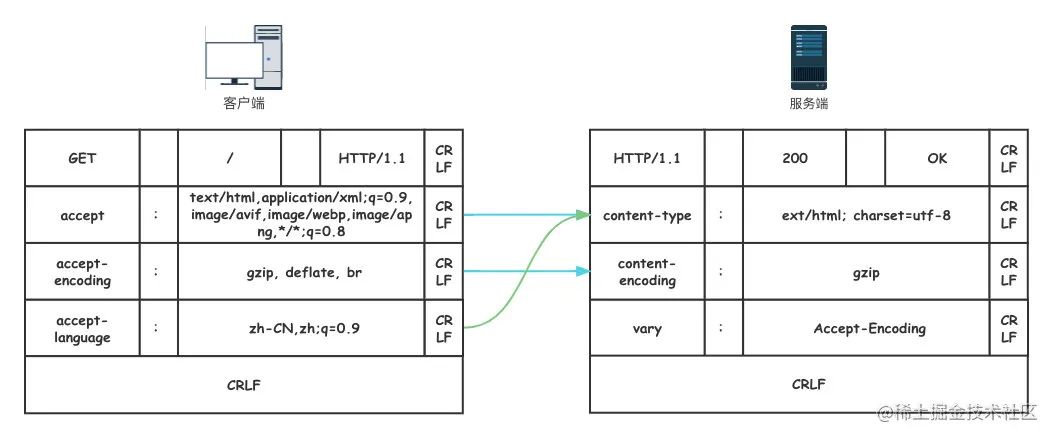 客户端
服务端
GET / HTTP/1.1 CR
LF
accept : text/html,application/xml;q=0.9,
image/avif,image/webp,image/ap
ng,*/*;q=0.8 CR
LF
accept-
encoding : gzip, deflate, br CR
LF
accept-
language : zh-CN,zh;q=0.9 CR
LF
CRLF
HTTP/1.1 200 OK CR
LF
content-type : ext/html; charset=utf-8 CR
LF
content-
encoding : gzip CR
LF
vary : Accept-Encoding CR
LF
CRLF
@稀土掘金技术社区